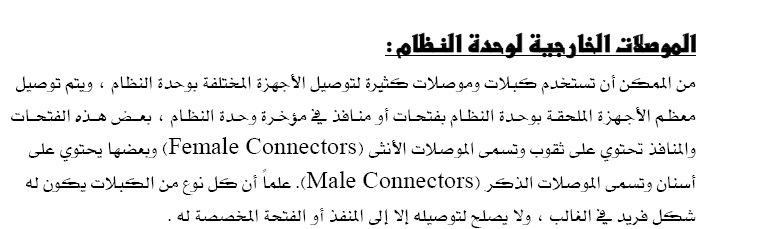 الموصلات الخارجية لوحدة النظام :
من الممكن أن تستخدم كبلات وموصلات كثيرة لتوصيل الأجهزة المختلفة بوحدة النظام ، ويتم توصيل
معظم الأجهزة الملحقة بوحدة النظام بفتحات أو منافذ في مؤخرة وحدة النظام ، بعض هذه الفتحات
والمنافذ تحتوي على ثقوب وتسمى الموصلات الأنثى (Female Connectors) وبعضها يحتوي على
أسنان وتسمى الموصلات الذكر (Male Connectors). علماً أن كل نوع من الكبلات يكون له
شكل فريد في الغالب ، ولا يصلح لتوصيله إلا إلى المنفذ أو الفتحة المخصصة له .